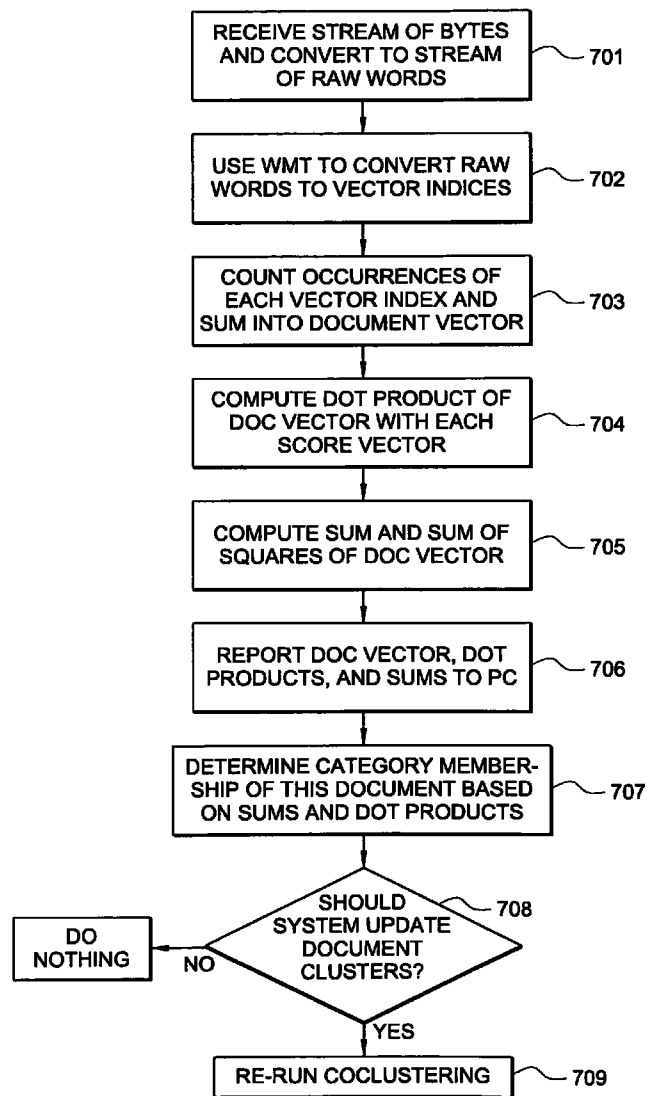 RECEIVE STREAM OF BYTES
AND CONVERT TO STREAM
OF RAW WORDS
701
USE WMT TO CONVERT RAW
WORDS TO VECTOR INDICES
702
COUNT OCCURRENCES OF
EACH VECTOR INDEX AND
SUM INTO DOCUMENT VECTOR
703
COMPUTE DOT PRODUCT OF
DOC VECTOR WITH EACH
SCORE VECTOR
704
COMPUTE SUM AND SUM OF
SQUARES OF DOC VECTOR
705
REPORT DOC VECTOR, DOT
PRODUCTS, AND SUMS TO PC
706
DETERMINE CATEGORY MEMBER-
SHIP OF THIS DOCUMENT BASED
ON SUMS AND DOT PRODUCTS
707
SHOULD
SYSTEM UPDATE
DOCUMENT
CLUSTERS?
708
DO
NOTHING
NO
YES
RE-RUN COCLUSTERING
709